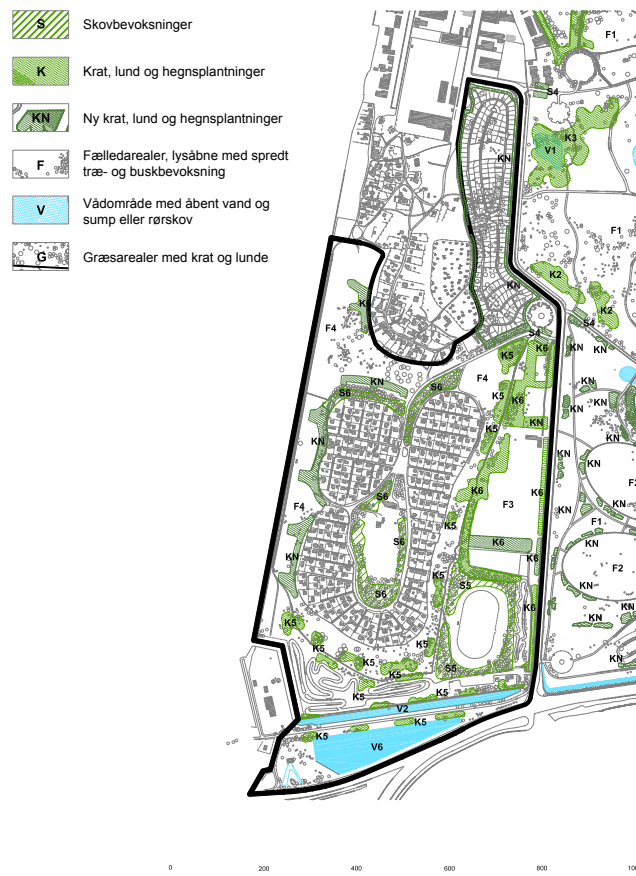 S Skovbevoksninger
K Krat, lund og hegnsplantninger
KN Ny krat, lund og hegnsplantninger
F Fælledarealer, lysåbne med spredt
træ- og buskbevoksning
V Vådområde med åbent vand og
sump eller rørskov
G Græsarealer med krat og lunde
F1
S4
K3
V1
KN
F1
K2
KN
K2
F4
S4
S4
KN
K6
K5
F4
KN
S6
S6
K5
K6
KN
K5
KN
KN
KN
K6
K6
S6
F3
F4
KN
K5
F1
KN
S6
K6
K6
F2
KN
S5
KN
S6
KN
K5
K5
K5
K5
S5
KN
K5
K5
K5
V2
K5
K5
V6
0 200 400 600 800